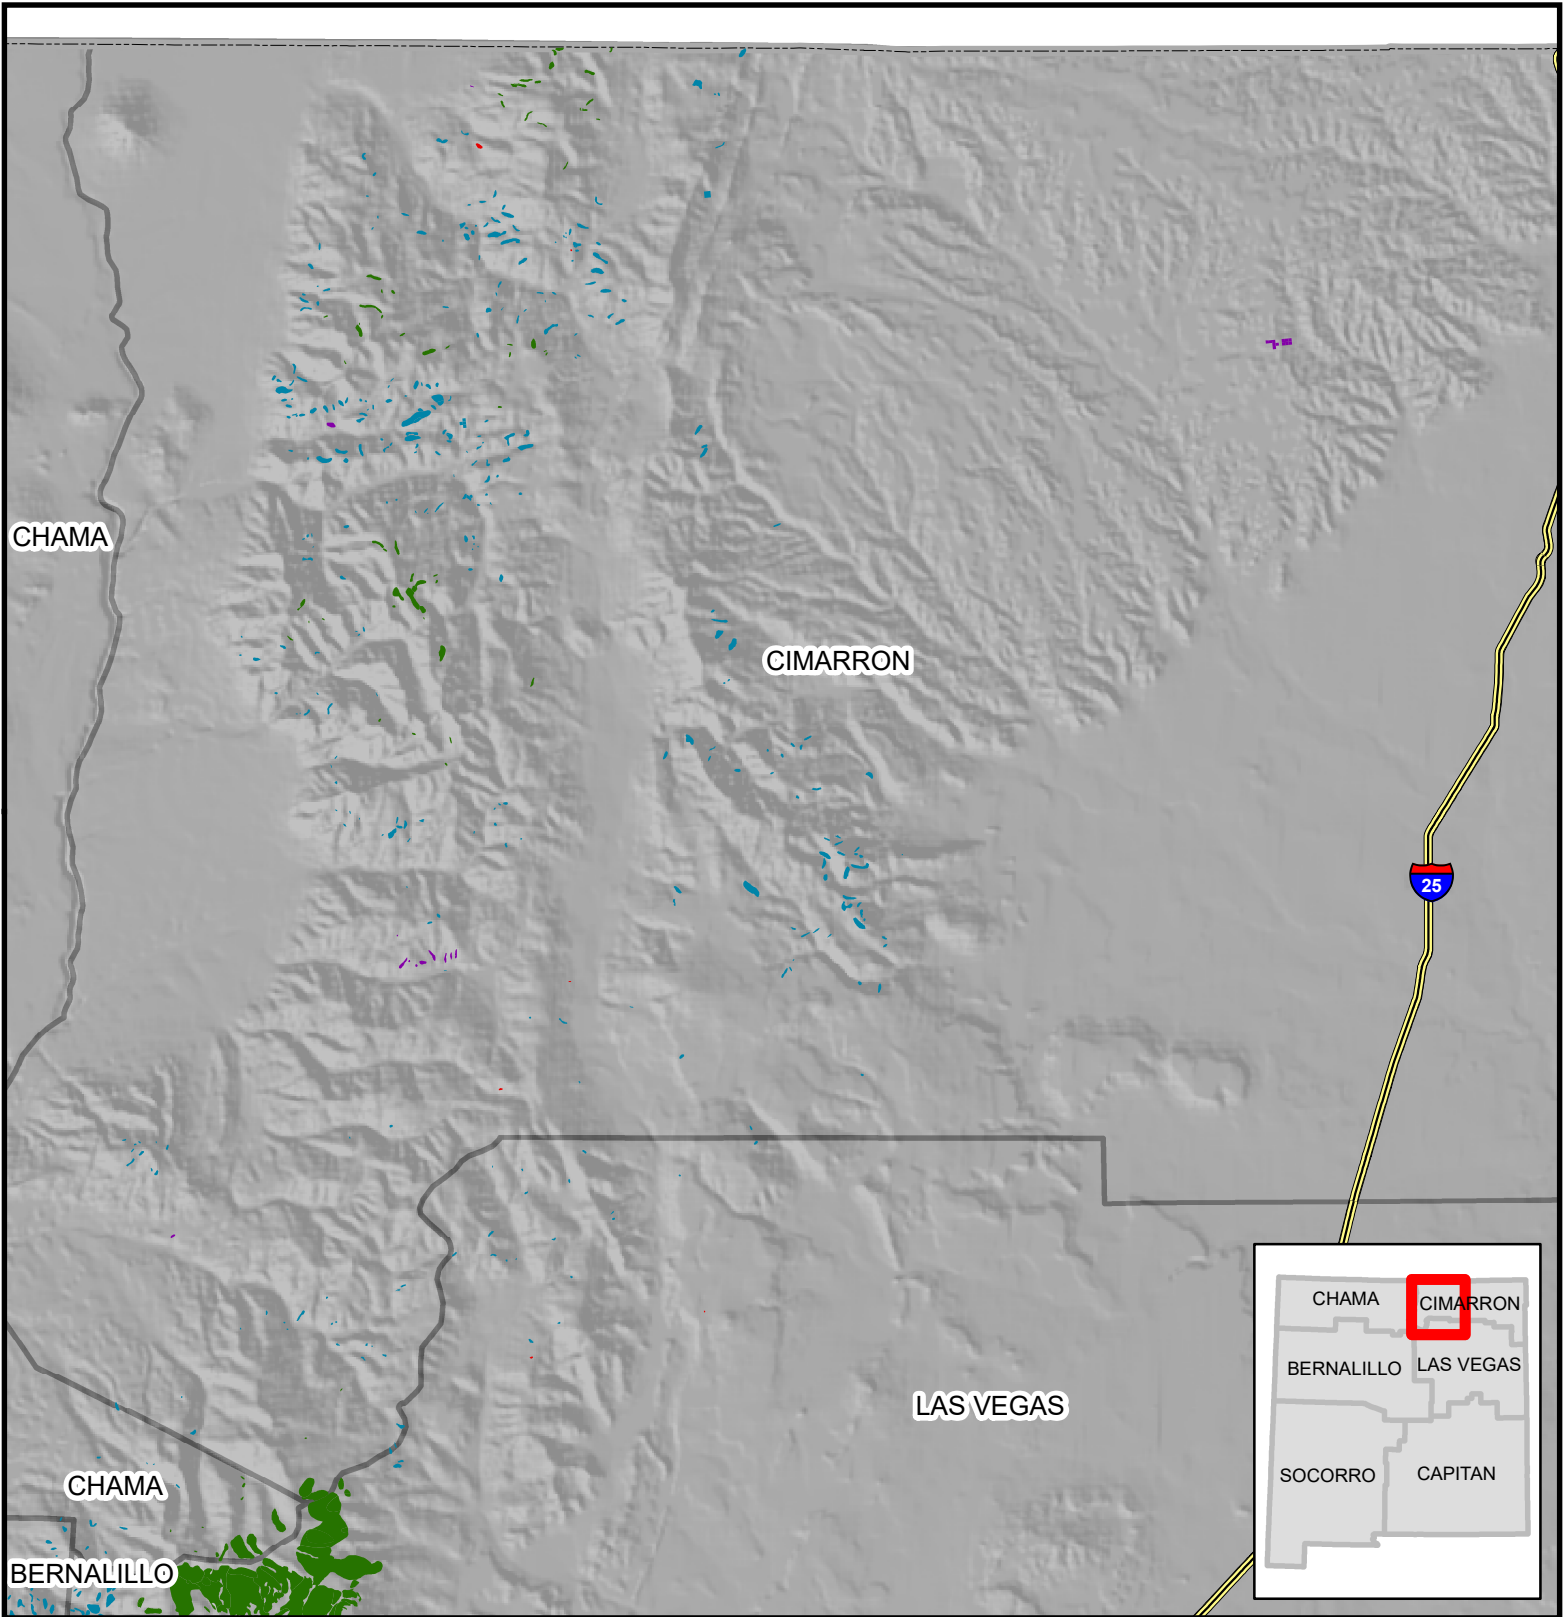 CHAMA
CIMARRON
25
LAS VEGAS
CHAMA
BERNALILLO
CHAMA
CIMARRON
BERNALILLO
LAS VEGAS
SOCORRO
CAPITAN